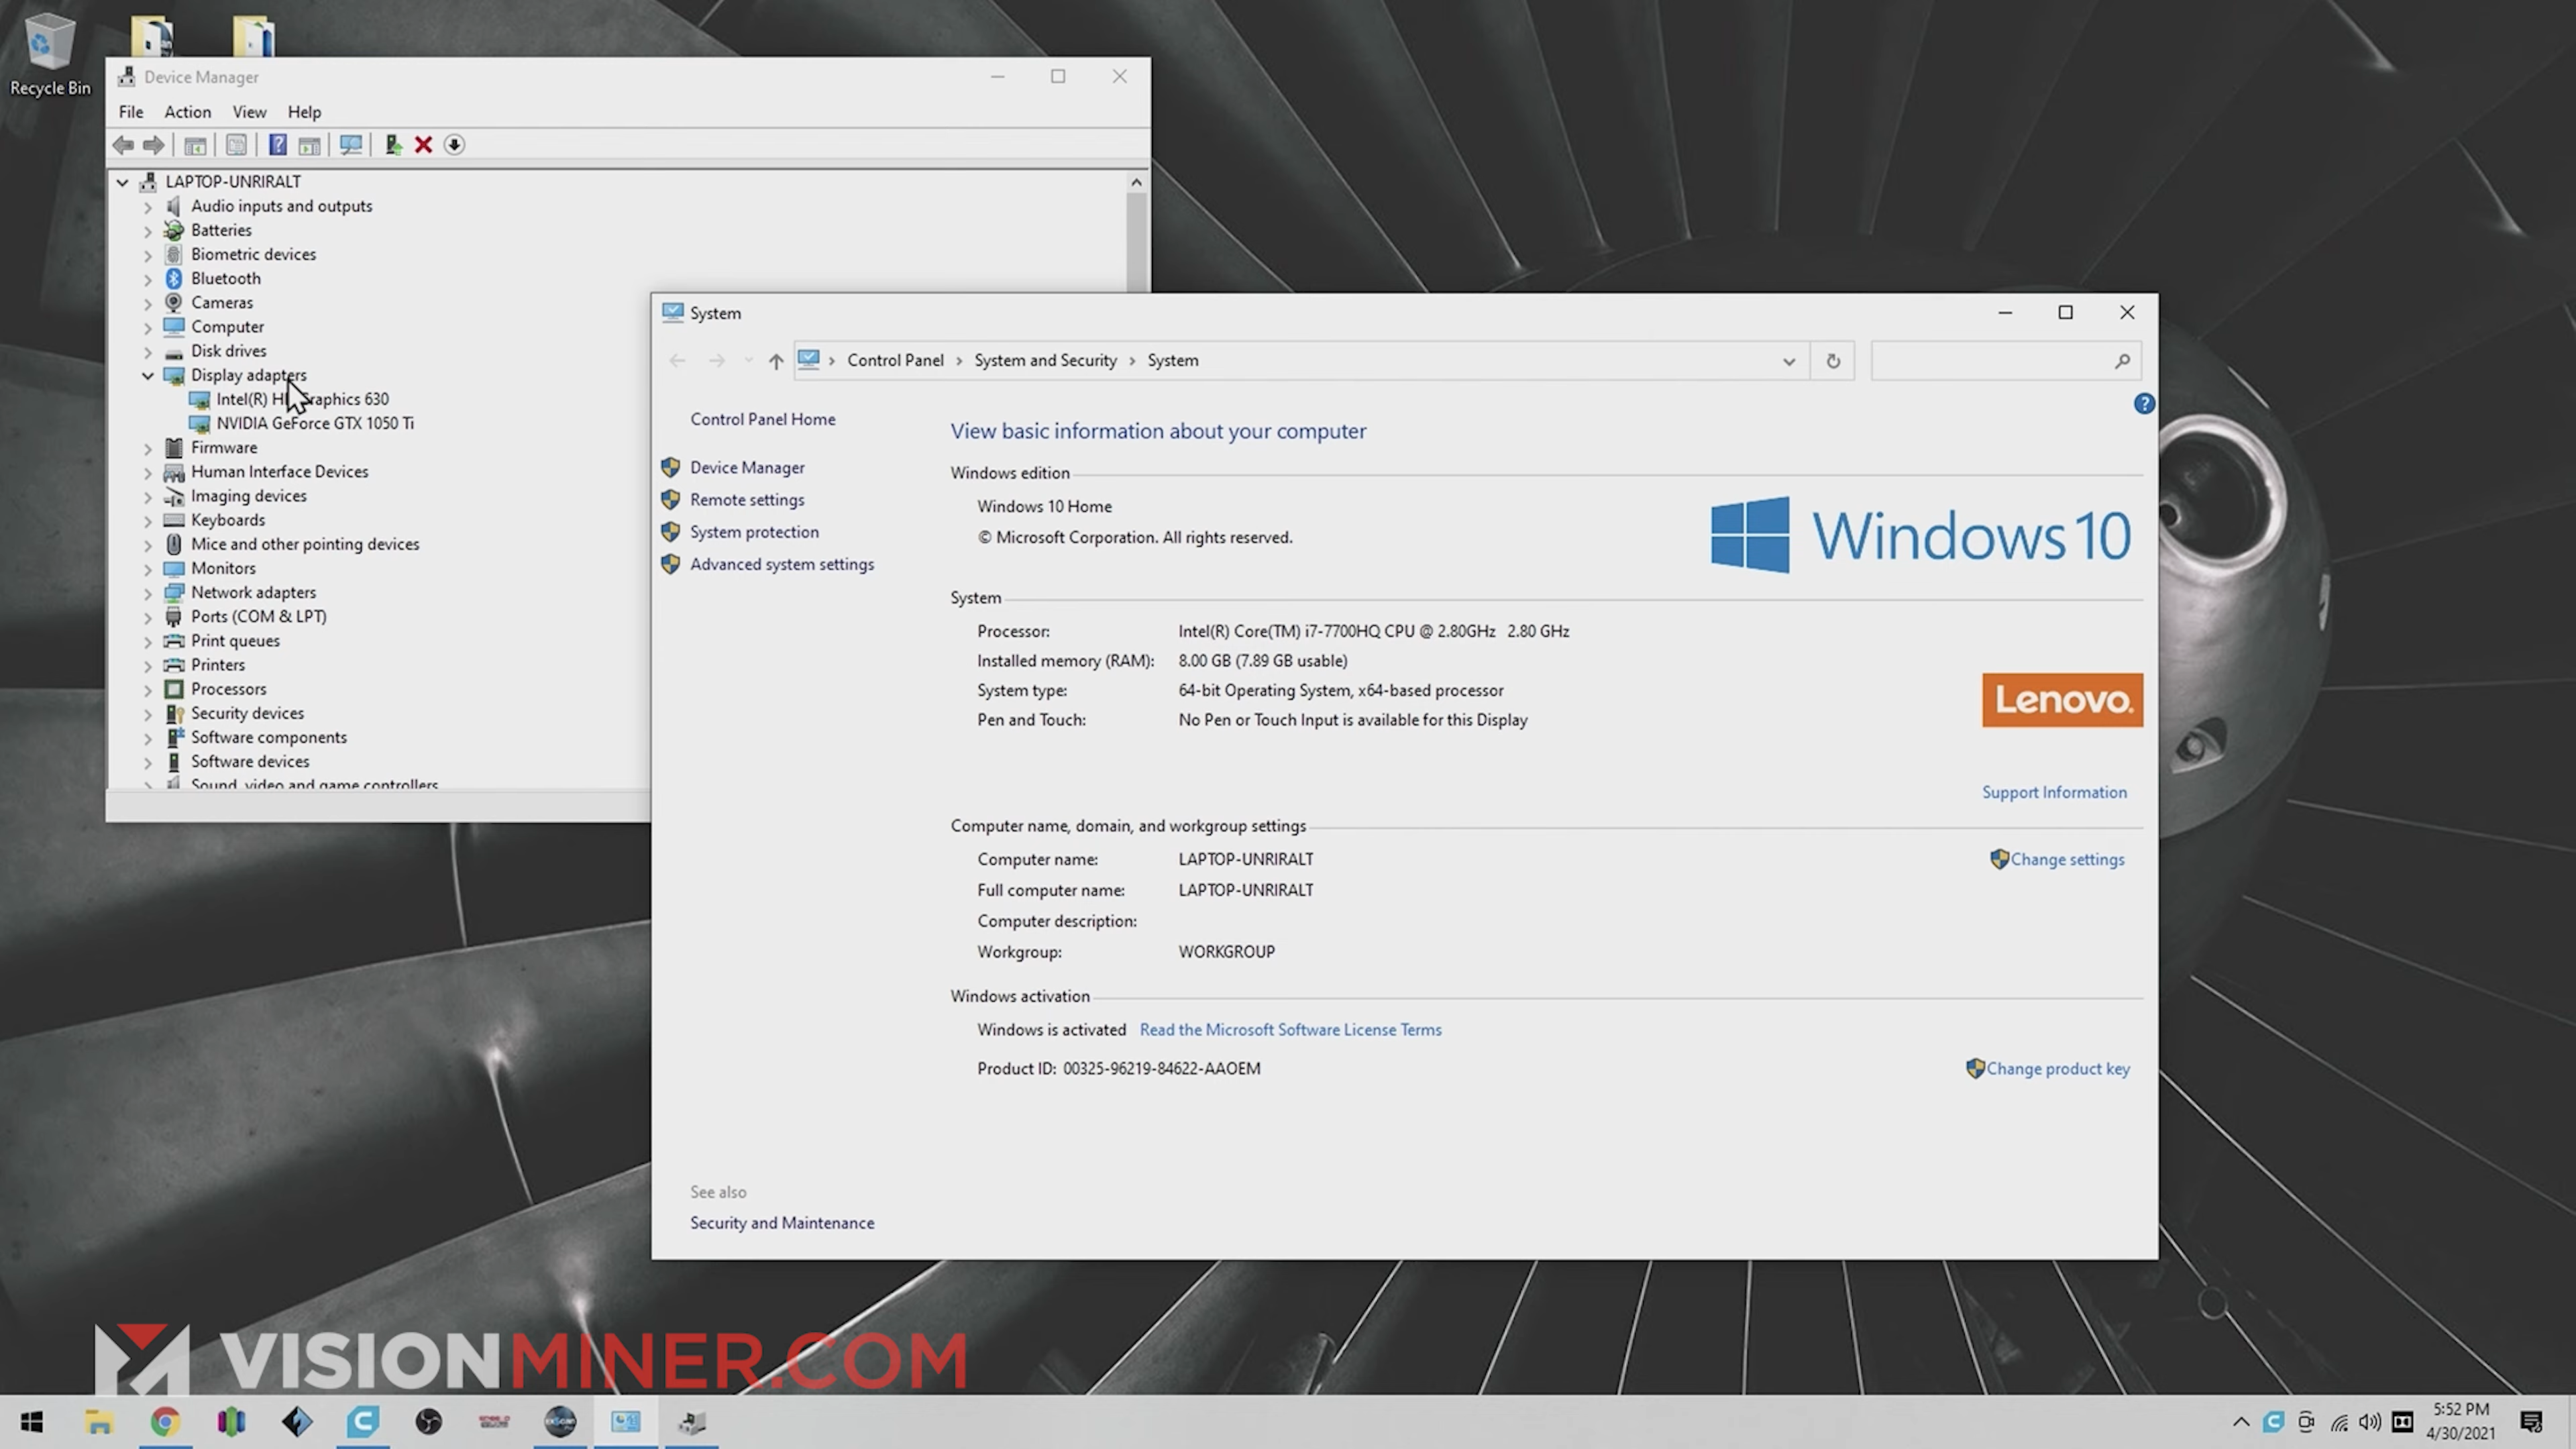 Recycle Bin
Device Manager
File Action View Help
LAPTOP-UNRIRALT
Audio inputs and outputs
Batteries
Biometric devices
Bluetooth
Cameras
Computer
Disk drives
Display adapters
Intel(R) HD Graphics 630
NVIDIA GeForce GTX 1050 Ti
Firmware
Human Interface Devices
Imaging devices
Keyboards
Mice and other pointing devices
Monitors
Network adapters
Ports (COM & LPT)
Print queues
Printers
Processors
Security devices
Software components
Software devices
Sound, video and game controllers
System
Control Panel › System and Security › System
Control Panel Home
Device Manager
Remote settings
System protection
Advanced system settings
See also
Security and Maintenance
View basic information about your computer
Windows edition
Windows 10 Home
© Microsoft Corporation. All rights reserved.
Windows 10
System
Processor: Intel(R) Core(TM) i7-7700HQ CPU @ 2.80GHz 2.80 GHz
Installed memory (RAM): 8.00 GB (7.89 GB usable)
System type: 64-bit Operating System, x64-based processor
Pen and Touch: No Pen or Touch Input is available for this Display
Lenovo.
Support Information
Computer name, domain, and workgroup settings
Computer name: LAPTOP-UNRIRALT
Change settings
Full computer name: LAPTOP-UNRIRALT
Computer description:
Workgroup: WORKGROUP
Windows activation
Windows is activated Read the Microsoft Software License Terms
Product ID: 00325-96219-84622-AAOEM
Change product key
VISIONMINER.COM
5:52 PM
4/30/2021